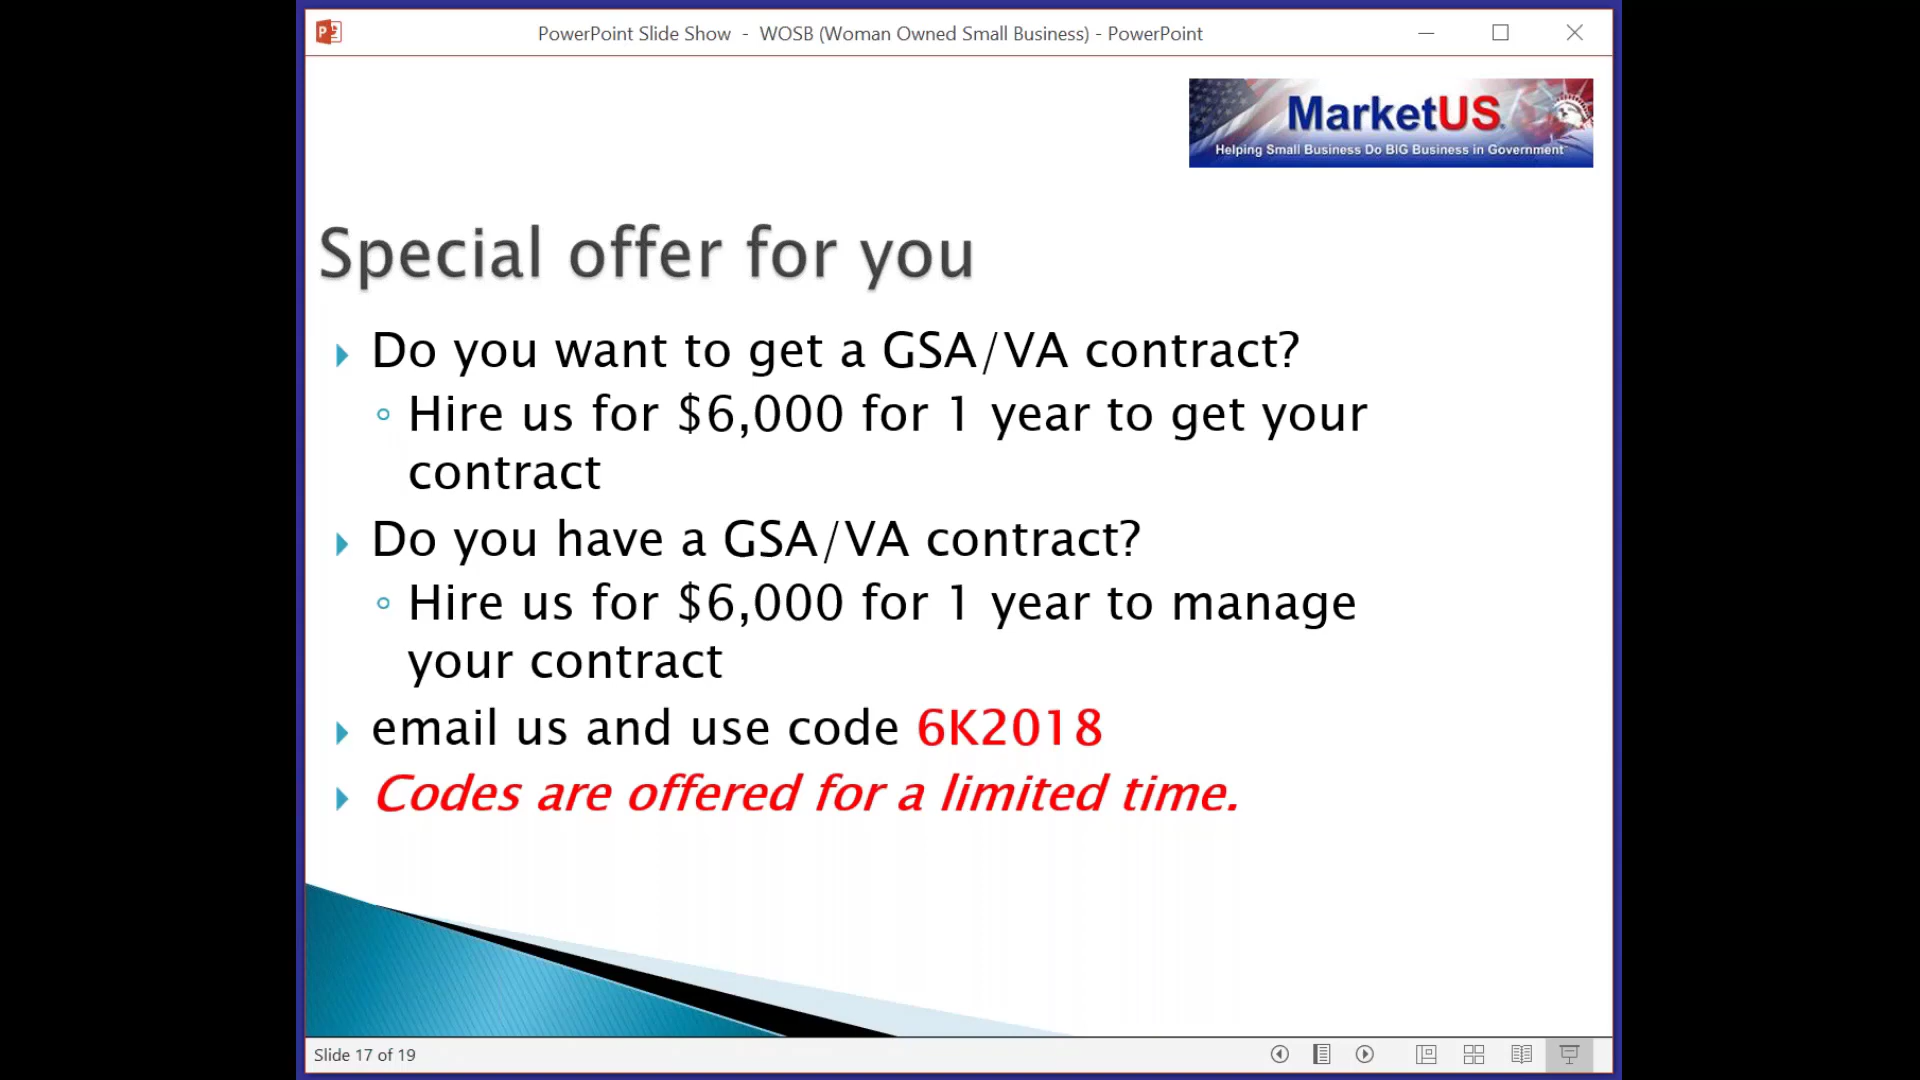 PowerPoint Slide Show - WOSB (Woman Owned Small Business) - PowerPoint
MarketUS
Helping Small Business Do BIG Business in Government
Special offer for you
Do you want to get a GSA/VA contract?
Hire us for $6,000 for 1 year to get your
contract
Do you have a GSA/VA contract?
Hire us for $6,000 for 1 year to manage
your contract
email us and use code 6K2018
Codes are offered for a limited time.
Slide 17 of 19